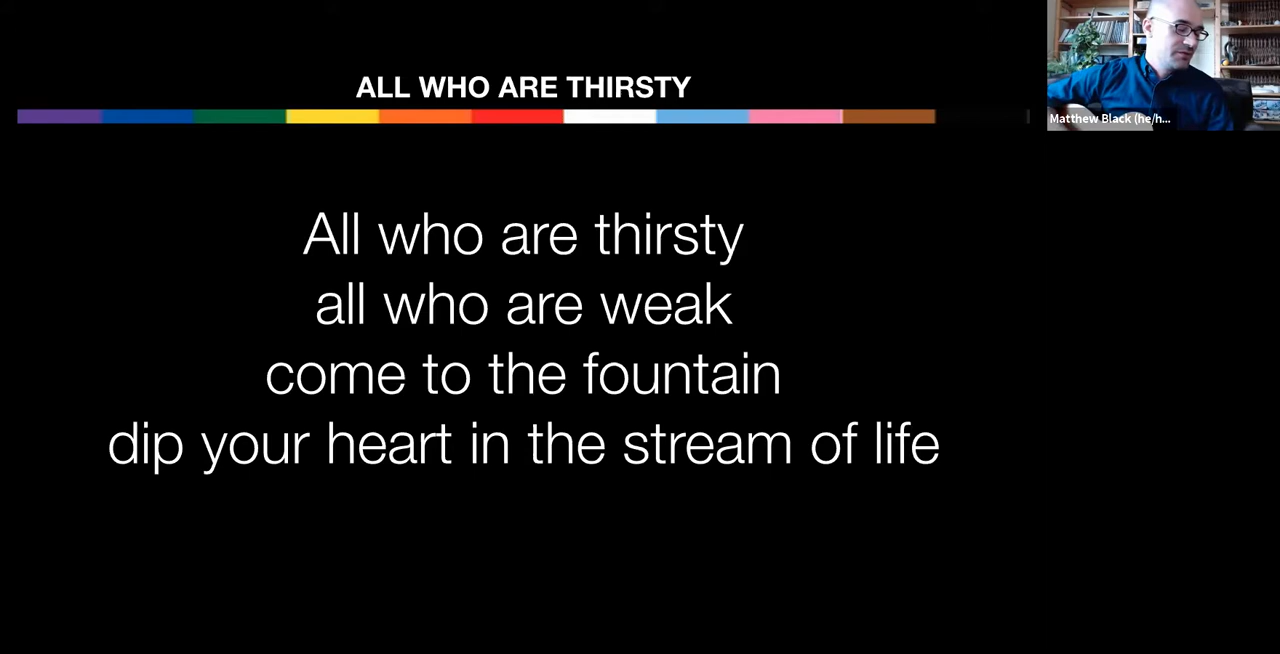 ALL WHO ARE THIRSTY
Matthew Black (he/h...
All who are thirsty
all who are weak
come to the fountain
dip your heart in the stream of life